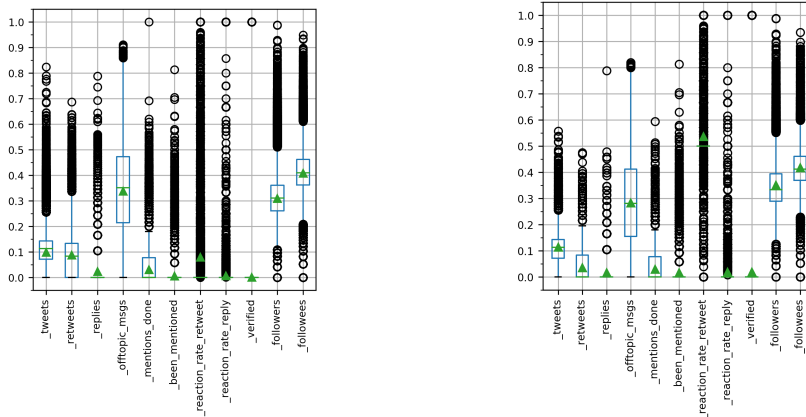 1.0
0.9
0.8
0.7
0.6
0.5
0.4
0.3
0.2
0.1
0.0
_tweets
_retweets
_replies
_offtopic_msgs
_mentions_done
_been_mentioned
_reaction_rate_retweet
_reaction_rate_reply
_verified
_followers
_followees
1.0
0.9
0.8
0.7
0.6
0.5
0.4
0.3
0.2
0.1
0.0
_tweets
_retweets
_replies
_offtopic_msgs
_mentions_done
_been_mentioned
_reaction_rate_retweet
_reaction_rate_reply
_verified
_followers
_followees